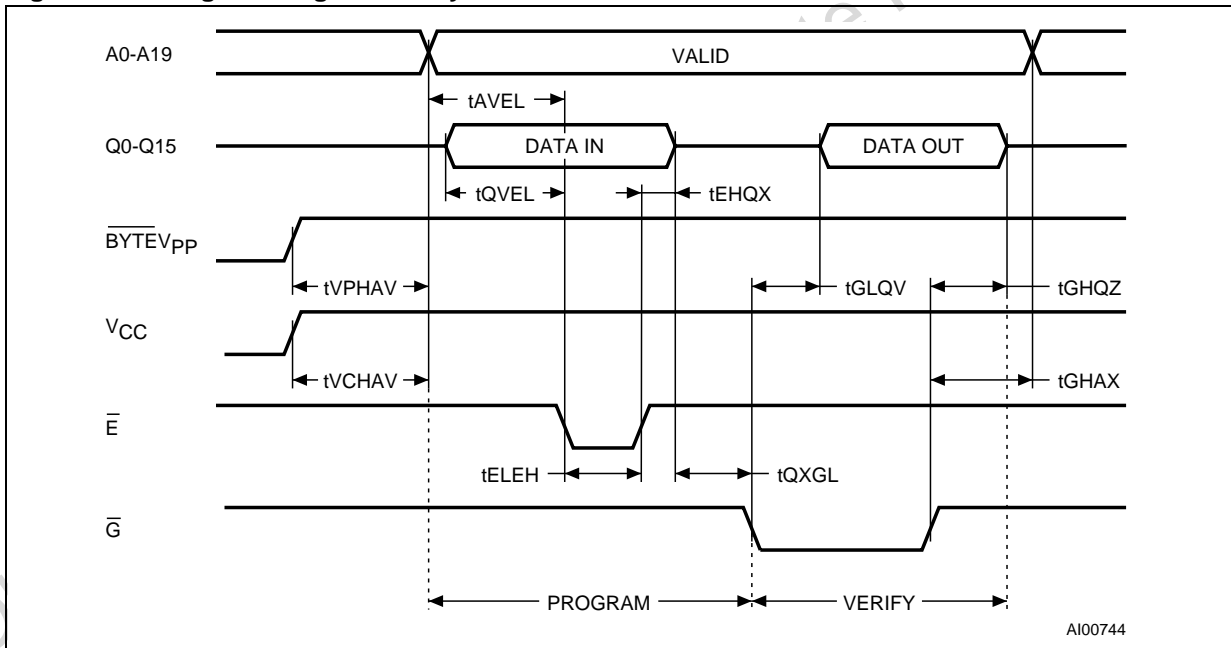 A0-A19
VALID
tAVEL
Q0-Q15
DATA IN
DATA OUT
tQVEL
tEHQX
BYTEVPP
tVPHAV
tGLQV
tGHQZ
VCC
tVCHAV
tGHAX
E
tELEH
tQXGL
G
PROGRAM
VERIFY
AI00744